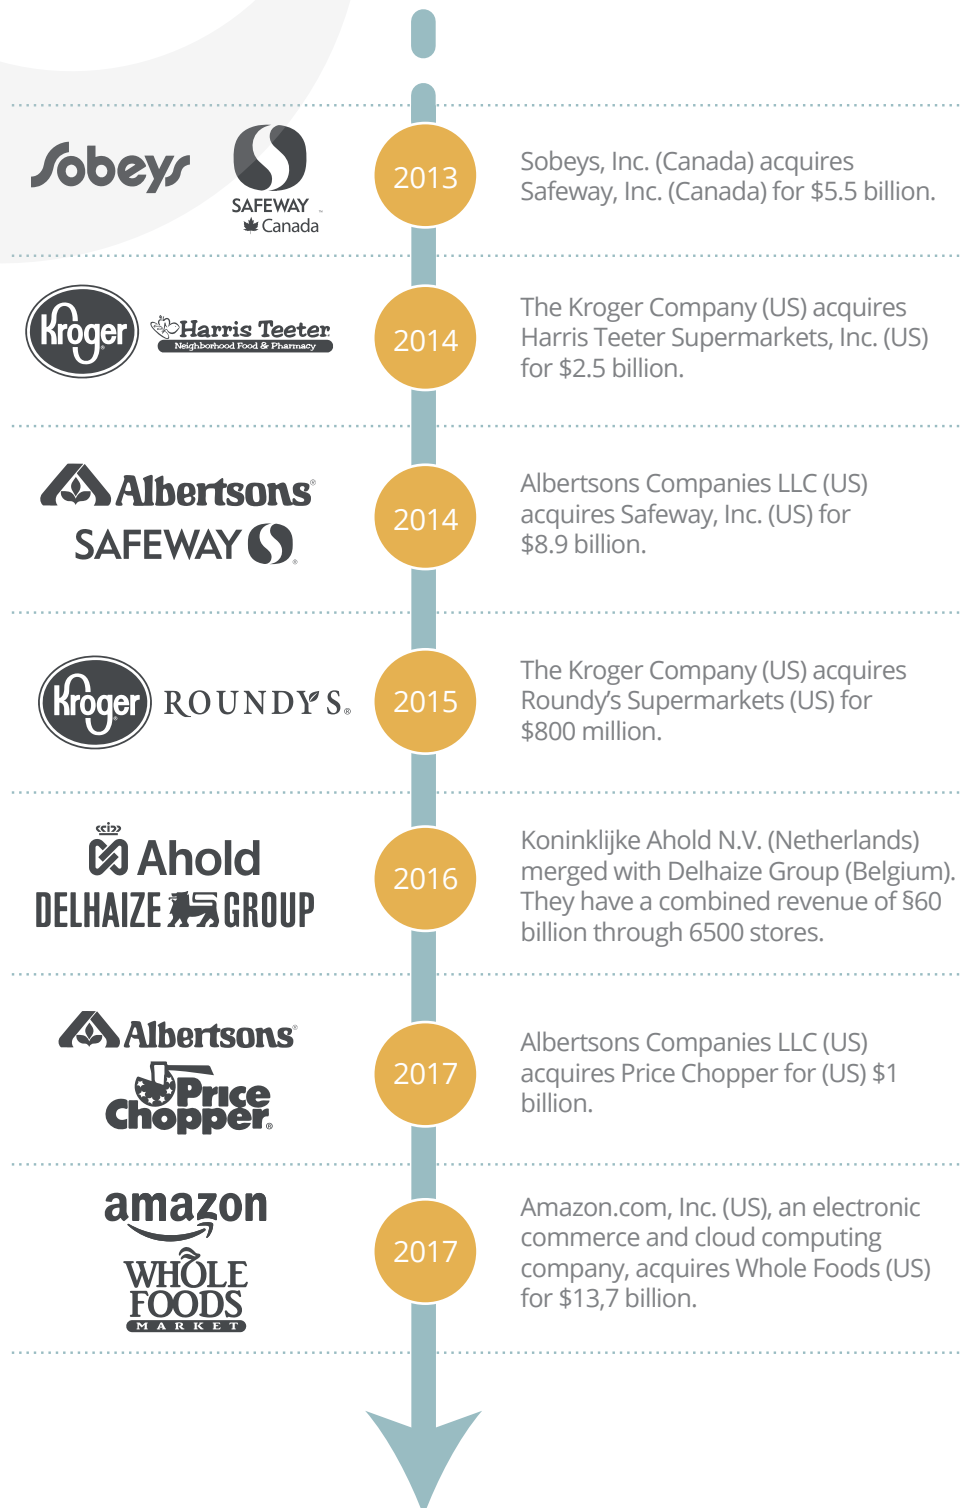 Sobeys
SAFEWAY
Canada
2013
Sobeys, Inc. (Canada) acquires
Safeway, Inc. (Canada) for $5.5 billion.
Kroger
Harris Teeter
Neighborhood Food & Pharmacy
2014
The Kroger Company (US) acquires
Harris Teeter Supermarkets, Inc. (US)
for $2.5 billion.
Albertsons®
SAFEWAY®
2014
Albertsons Companies LLC (US)
acquires Safeway, Inc. (US) for
$8.9 billion.
Kroger
ROUNDY'S®
2015
The Kroger Company (US) acquires
Roundy’s Supermarkets (US) for
$800 million.
Ahold
DELHAIZE GROUP
2016
Koninklijke Ahold N.V. (Netherlands)
merged with Delhaize Group (Belgium).
They have a combined revenue of §60
billion through 6500 stores.
Albertsons®
Price
Chopper®
2017
Albertsons Companies LLC (US)
acquires Price Chopper for (US) $1
billion.
amazon
WHOLE
FOODS
MARKET
2017
Amazon.com, Inc. (US), an electronic
commerce and cloud computing
company, acquires Whole Foods (US)
for $13,7 billion.